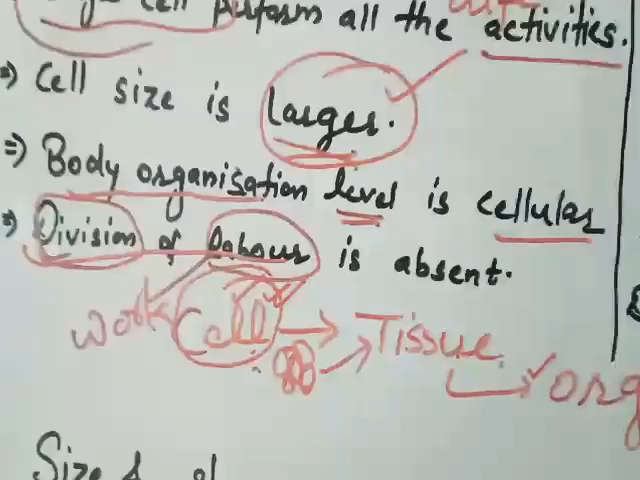 cell perform all the activities.
⇒ Cell size is larger.
⇒ Body organisation level is cellular
⇒ Division of labour is absent.
work Cell → Tissue
Size &